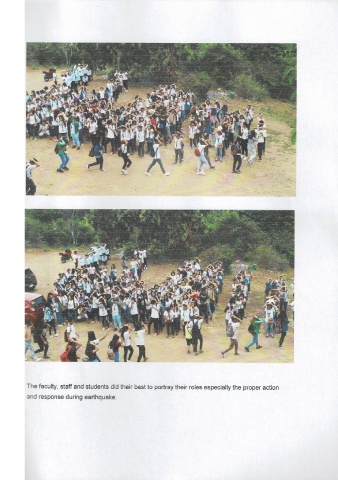 The faculty, staff and students did their best to portray their roles especially the proper action
and response during earthquake.